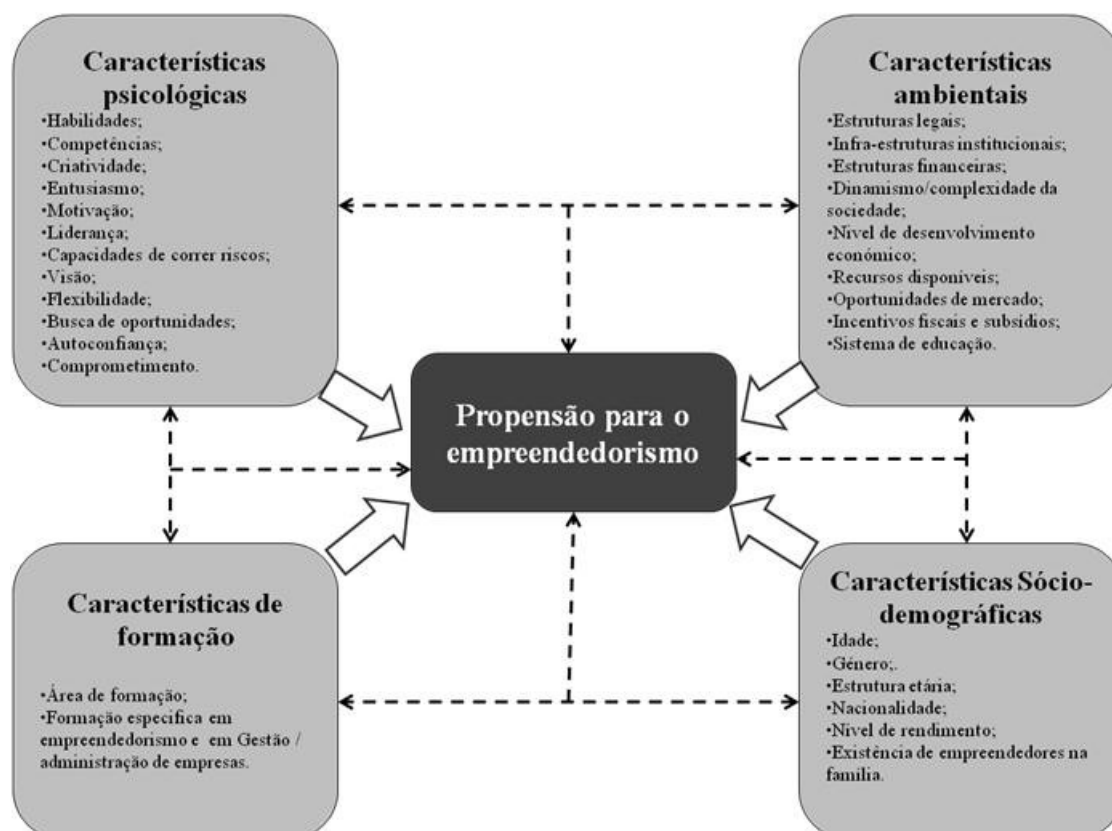 Características
psicológicas
•Habilidades;
•Competências;
•Criatividade;
•Entusiasmo;
•Motivação;
•Liderança;
•Capacidades de correr riscos;
•Visão;
•Flexibilidade;
•Busca de oportunidades;
•Autoconfiança;
•Comprometimento.
Características
ambientais
•Estruturas legais;
•Infra-estruturas institucionais;
•Estruturas financeiras;
•Dinamismo/complexidade da
sociedade;
•Nível de desenvolvimento
económico;
•Recursos disponíveis;
•Oportunidades de mercado;
•Incentivos fiscais e subsídios;
•Sistema de educação.
Propensão para o
empreendedorismo
Características de
formação
•Área de formação;
•Formação especifica em
empreendedorismo e em Gestão /
administração de empresas.
Características Sócio-
demográficas
•Idade;
•Género;.
•Estrutura etária;
•Nacionalidade;
•Nível de rendimento;
•Existência de empreendedores na
família.